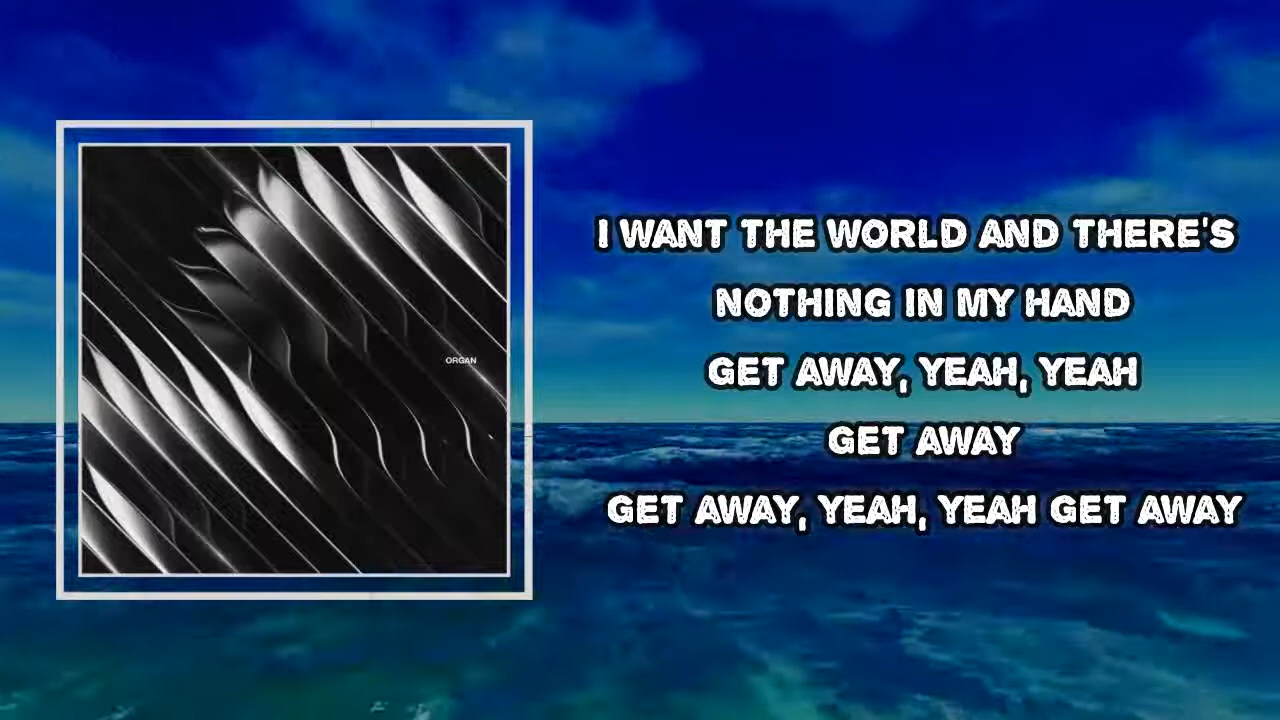 ORGAN
I WANT THE WORLD AND THERE'S
NOTHING IN MY HAND
GET AWAY, YEAH, YEAH
GET AWAY
GET AWAY, YEAH, YEAH GET AWAY